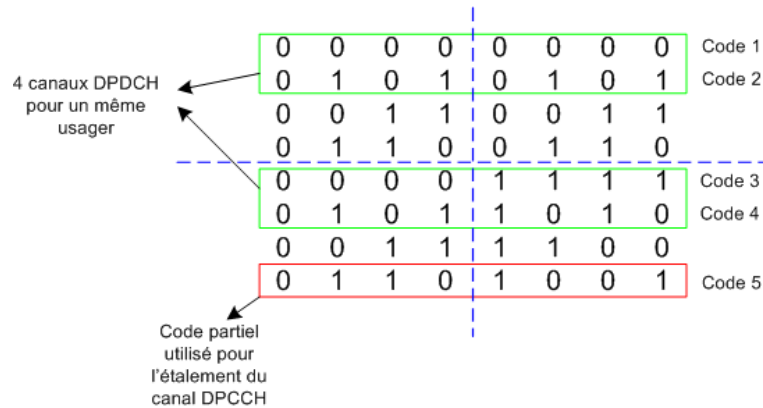 0 0 0 0 0 0 0 0 Code 1
0 1 0 1 0 1 0 1 Code 2
0 0 1 1 0 0 1 1
0 1 1 0 0 1 1 0
0 0 0 0 1 1 1 1 Code 3
0 1 0 1 1 0 1 0 Code 4
0 0 1 1 1 1 0 0
0 1 1 0 1 0 0 1 Code 5
4 canaux DPDCH
pour un même
usager
Code partiel
utilisé pour
l'étalement du
canal DPCCH